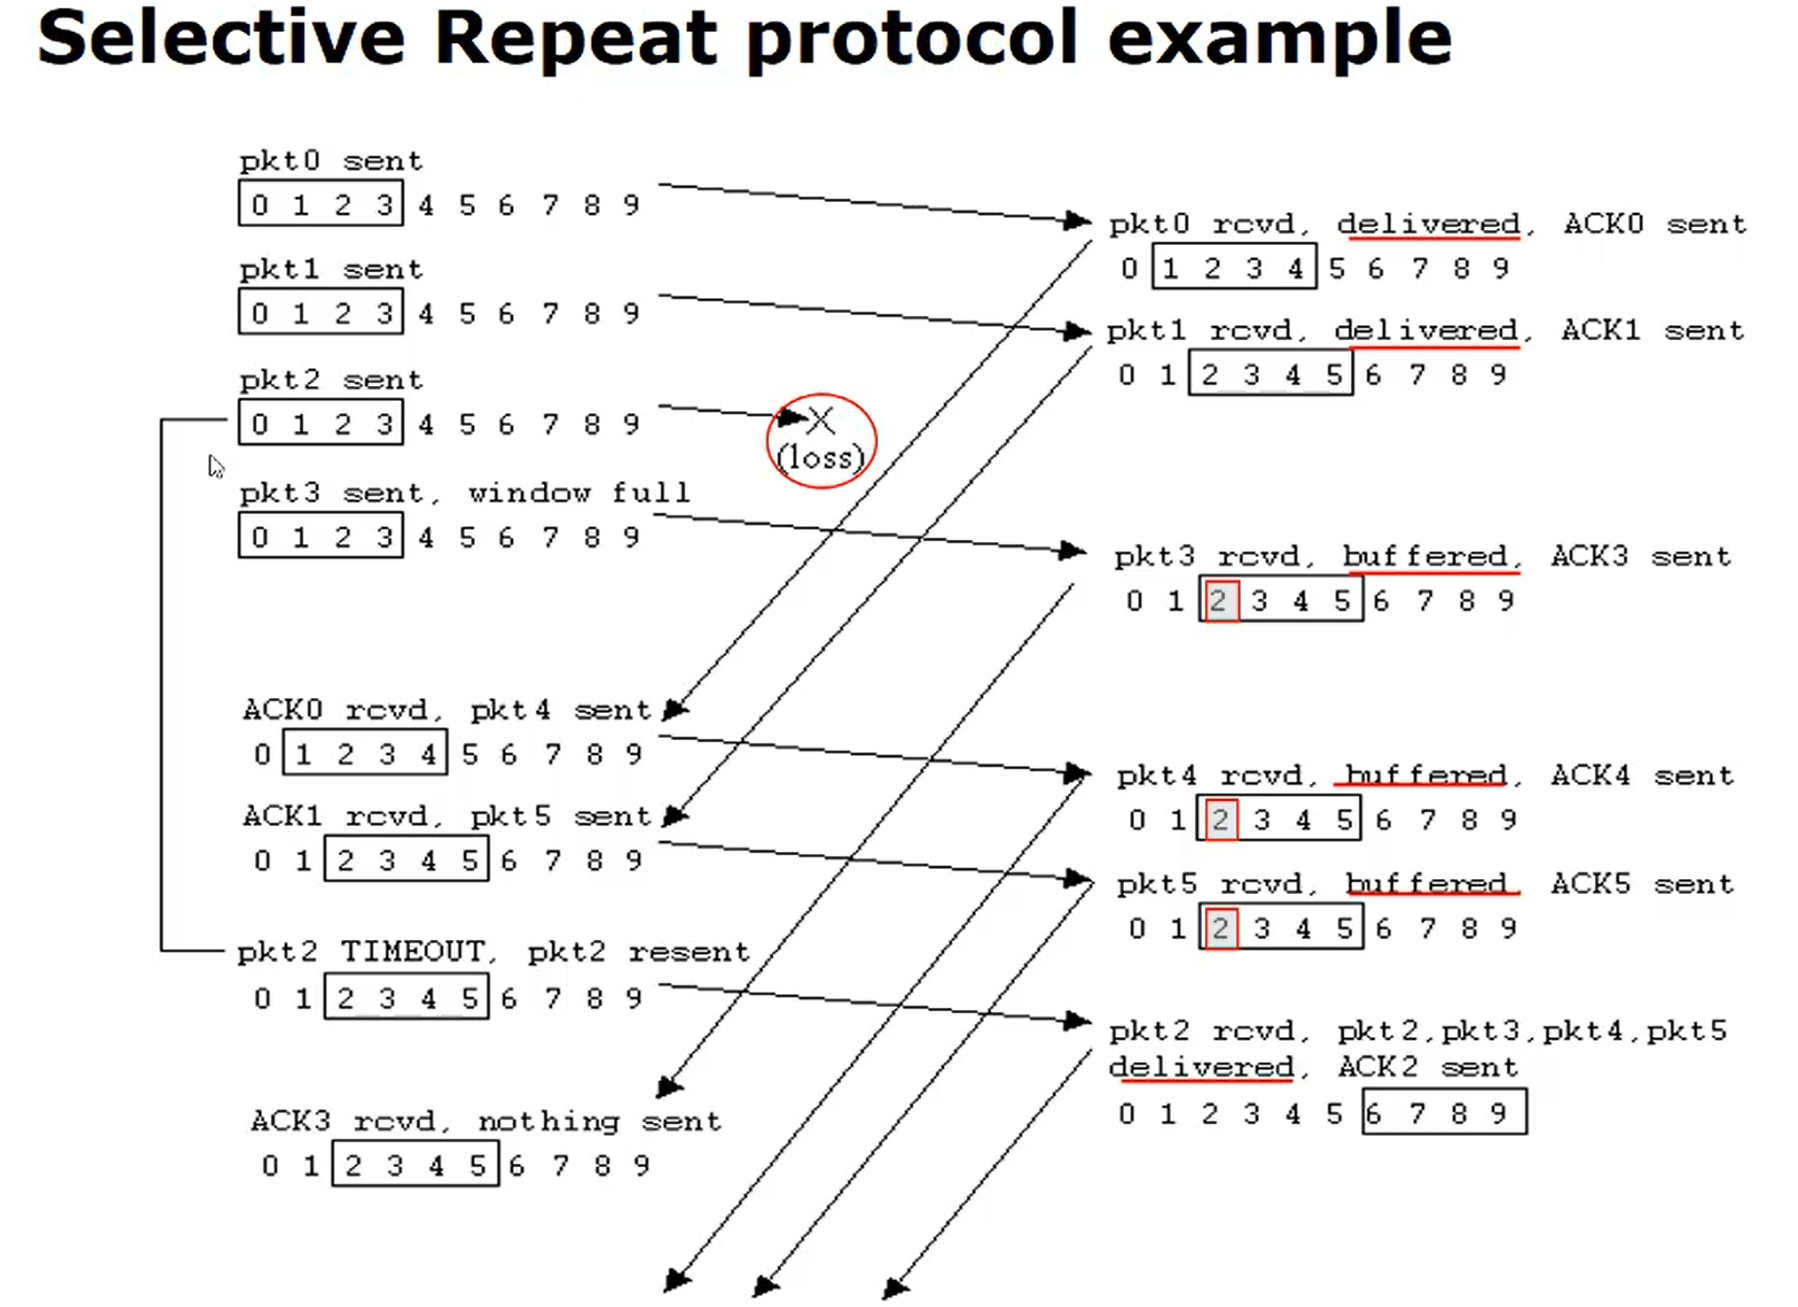 Selective Repeat protocol example
pkt0 sent
0 1 2 3 4 5 6 7 8 9
pkt0 rcvd, delivered, ACK0 sent
0 1 2 3 4 5 6 7 8 9
pkt1 sent
0 1 2 3 4 5 6 7 8 9
pkt1 rcvd, delivered, ACK1 sent
0 1 2 3 4 5 6 7 8 9
pkt2 sent
0 1 2 3 4 5 6 7 8 9
X
(loss)
pkt3 sent, window full
0 1 2 3 4 5 6 7 8 9
pkt3 rcvd, buffered, ACK3 sent
0 1 2 3 4 5 6 7 8 9
ACK0 rcvd, pkt4 sent
0 1 2 3 4 5 6 7 8 9
pkt4 rcvd, buffered, ACK4 sent
0 1 2 3 4 5 6 7 8 9
ACK1 rcvd, pkt5 sent
0 1 2 3 4 5 6 7 8 9
pkt5 rcvd, buffered, ACK5 sent
0 1 2 3 4 5 6 7 8 9
pkt2 TIMEOUT, pkt2 resent
0 1 2 3 4 5 6 7 8 9
pkt2 rcvd, pkt2,pkt3,pkt4,pkt5
delivered, ACK2 sent
0 1 2 3 4 5 6 7 8 9
ACK3 rcvd, nothing sent
0 1 2 3 4 5 6 7 8 9